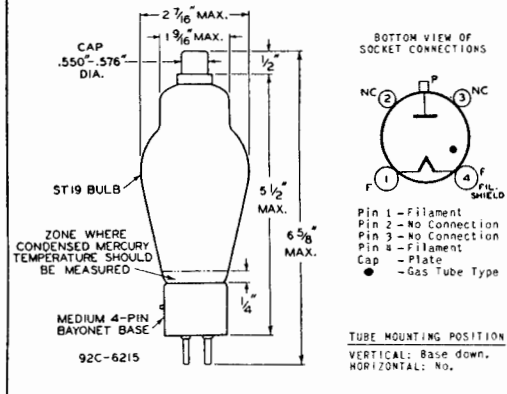 2 7/16" MAX.
1 9/16" MAX.
CAP
.550"-.576"
DIA.
1/2"
ST19 BULB
5 1/2"
MAX.
6 5/8"
MAX.
ZONE WHERE
CONDENSED MERCURY
TEMPERATURE SHOULD
BE MEASURED
1/4"
MEDIUM 4-PIN
BAYONET BASE
92C-6215
BOTTOM VIEW OF
SOCKET CONNECTIONS
P
NC 2
3 NC
F 1
4 F
FIL.
SHIELD
Pin 1 - Filament
Pin 2 - No Connection
Pin 3 - No Connection
Pin 4 - Filament
Cap - Plate
● - Gas Tube Type
TUBE MOUNTING POSITION
VERTICAL: Base down.
HORIZONTAL: No.